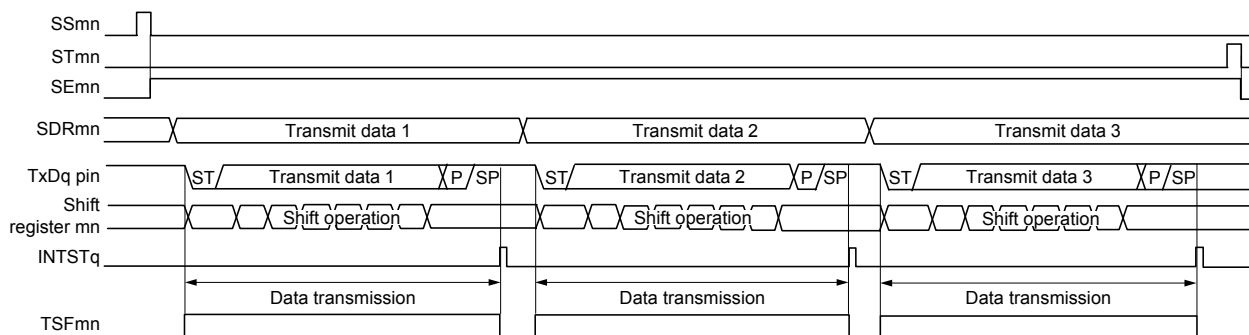 SSmn
STmn
SEmn
SDRmn Transmit data 1 Transmit data 2 Transmit data 3
TxDq pin ST Transmit data 1 P SP ST Transmit data 2 P SP ST Transmit data 3 P SP
Shift
register mn Shift operation Shift operation Shift operation
INTSTq
Data transmission Data transmission Data transmission
TSFmn